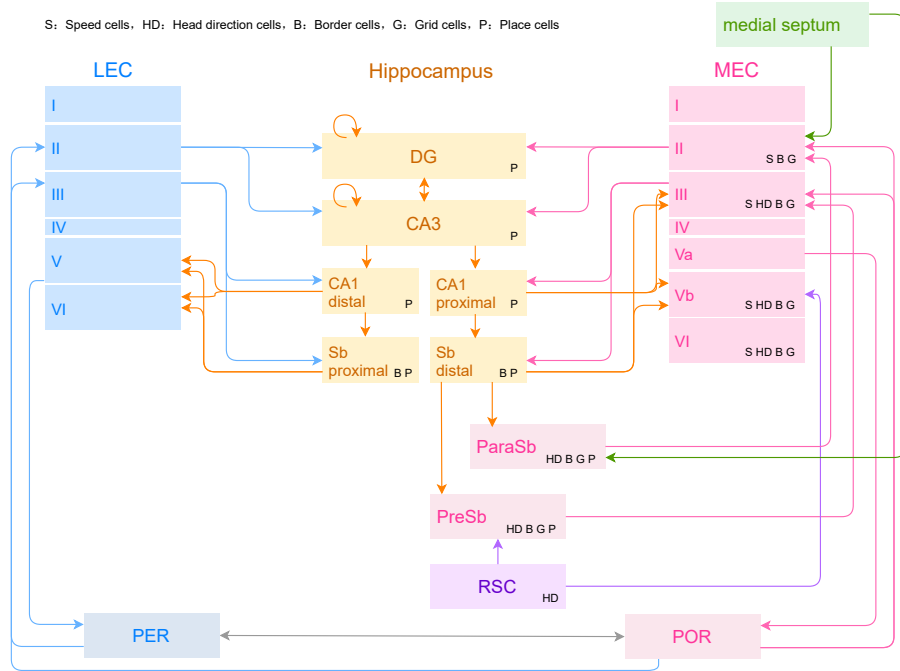 medial septum
S：Speed cells，HD：Head direction cells，B：Border cells，G：Grid cells，P：Place cells
LEC
Hippocampus
MEC
I
II
III
IV
V
VI
DG
P
CA3
P
CA1
distal
P
CA1
proximal
P
Sb
proximal
B P
Sb
distal
B P
I
II
S B G
III
S HD B G
IV
Va
Vb
S HD B G
VI
S HD B G
ParaSb
HD B G P
PreSb
HD B G P
RSC
HD
PER
POR